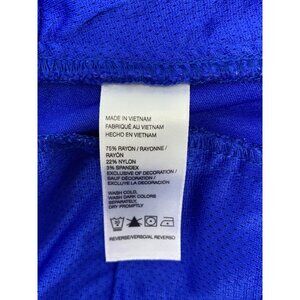 MADE IN VIETNAM
FABRIQUÉ AU VIETNAM
HECHO EN VIETNAM
75% RAYON / RAYONNE /
RAYÓN
22% NYLON
3% SPANDEX
EXCLUSIVE OF DECORATION /
SAUF DÉCORATION /
EXCLUYE LA DECORACIÓN
WASH COLD,
WASH DARK COLORS
SEPARATELY,
DRY PROMPTLY
REVERSE/VERSO/AL REVERSO